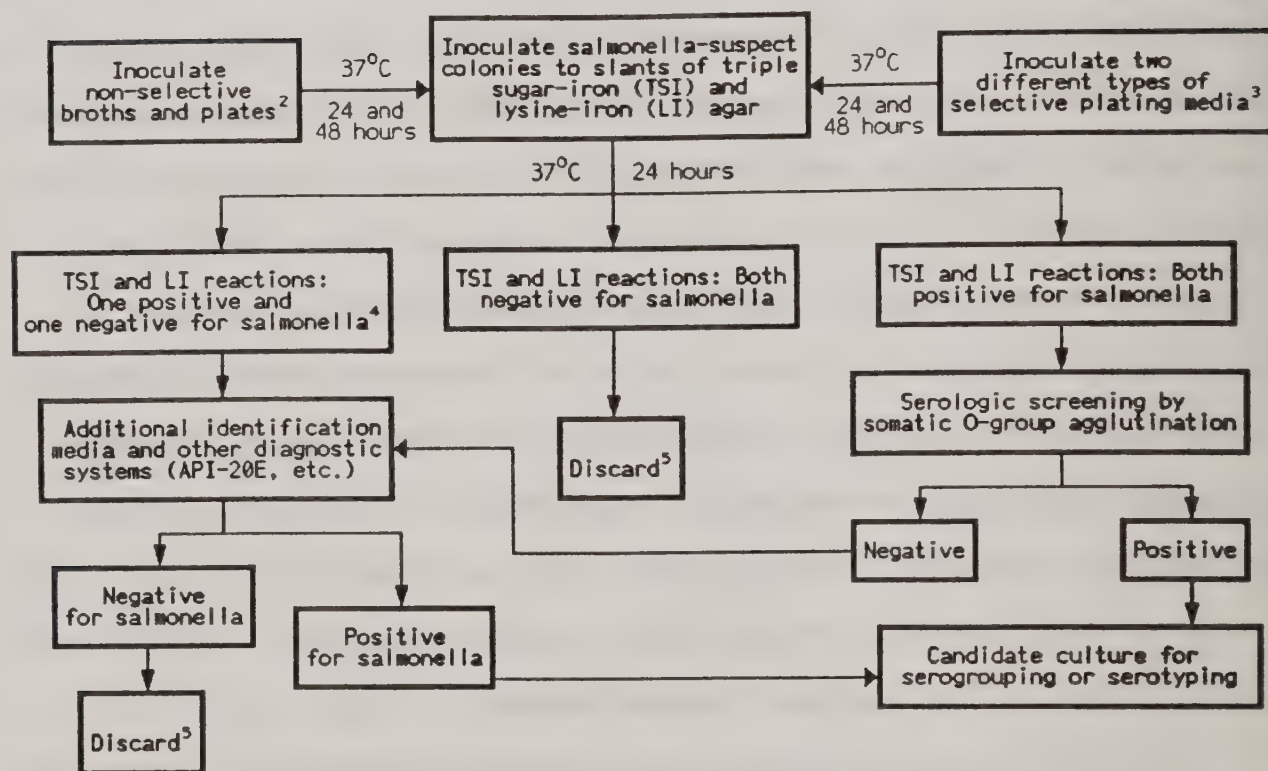 Inoculate
non-selective
broths and plates²
37°C
24 and
48 hours
Inoculate salmonella-suspect
colonies to slants of triple
sugar-iron (TSI) and
lysine-iron (LI) agar
37°C
24 and
48 hours
Inoculate two
different types of
selective plating media³
37°C
24 hours
TSI and LI reactions:
One positive and
one negative for salmonella⁴
TSI and LI reactions: Both
negative for salmonella
TSI and LI reactions: Both
positive for salmonella
Additional identification
media and other diagnostic
systems (API-20E, etc.)
Discard⁵
Serologic screening by
somatic O-group agglutination
Negative
Positive
Negative
for salmonella
Positive
for salmonella
Candidate culture for
serogrouping or serotyping
Discard⁵